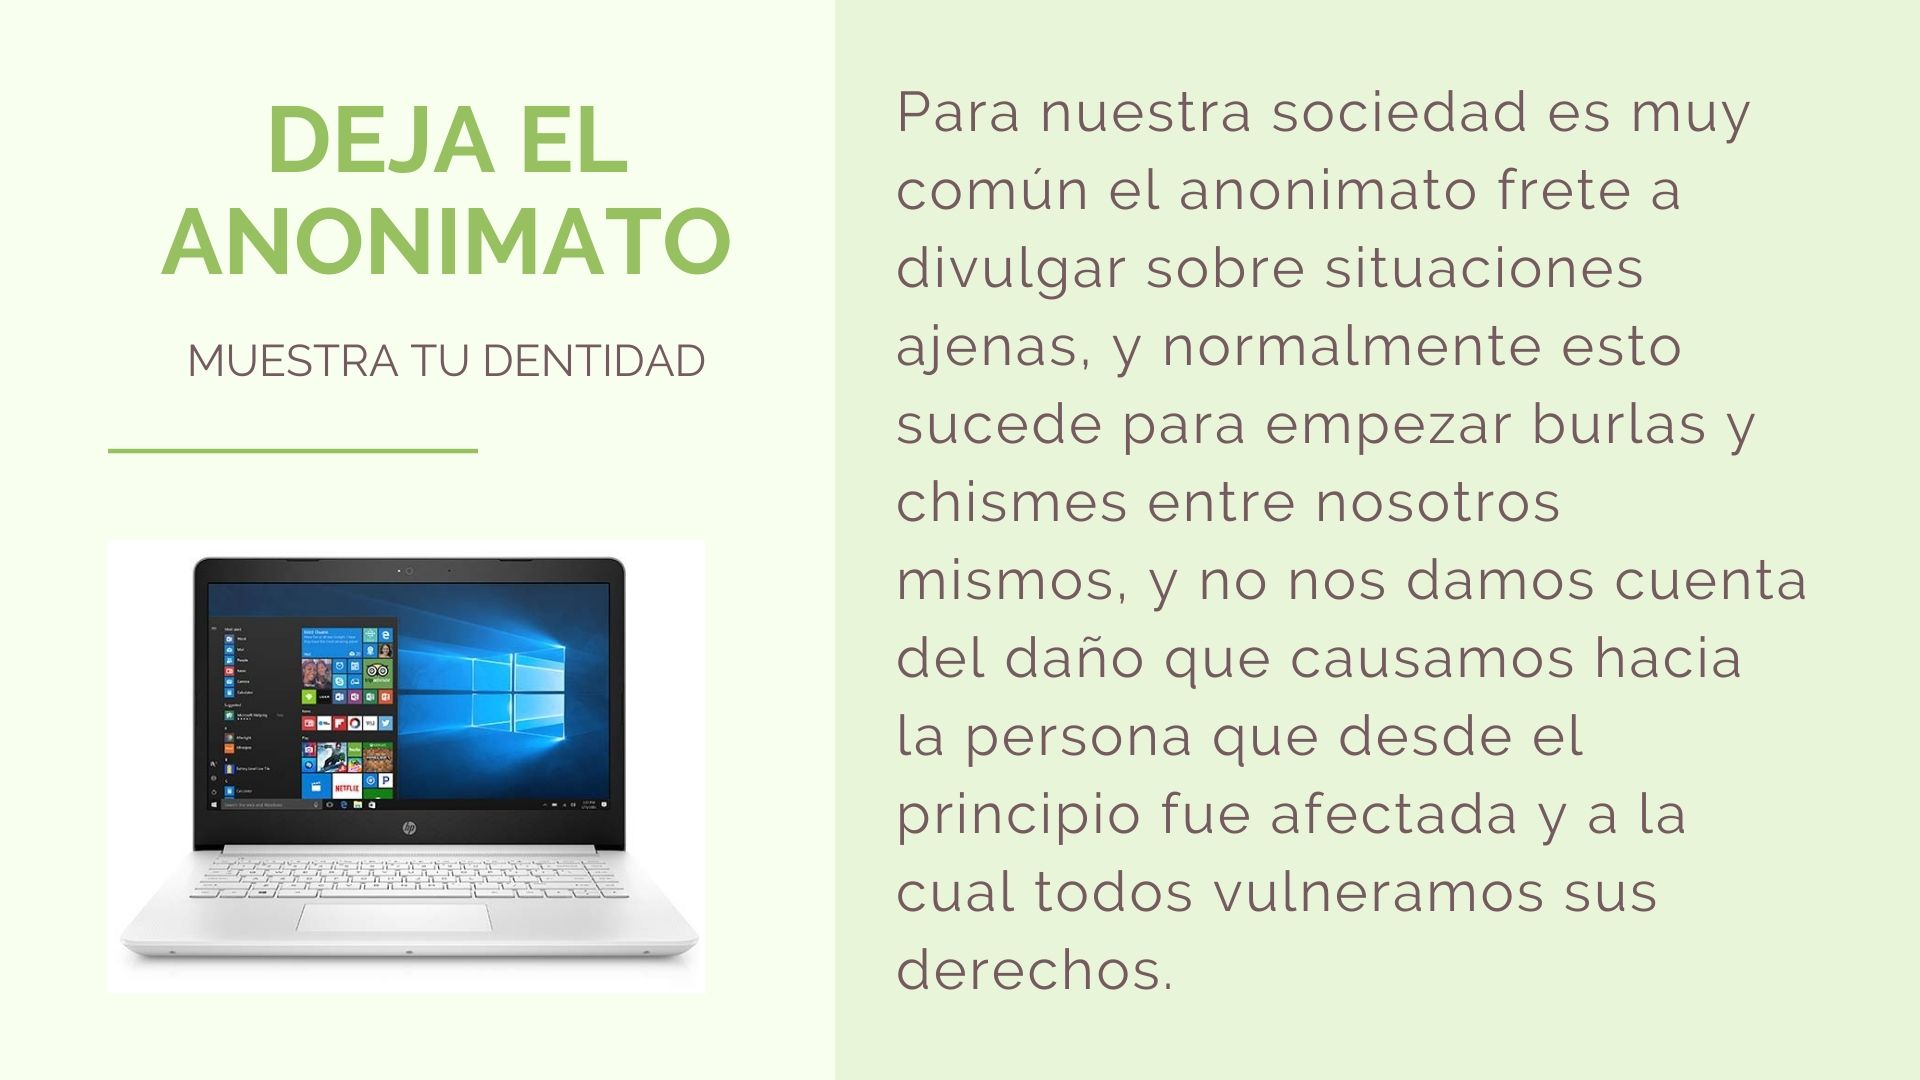 DEJA EL
ANONIMATO
MUESTRA TU DENTIDAD
Para nuestra sociedad es muy
común el anonimato frete a
divulgar sobre situaciones
ajenas, y normalmente esto
sucede para empezar burlas y
chismes entre nosotros
mismos, y no nos damos cuenta
del daño que causamos hacia
la persona que desde el
principio fue afectada y a la
cual todos vulneramos sus
derechos.
NETFLIX
hp